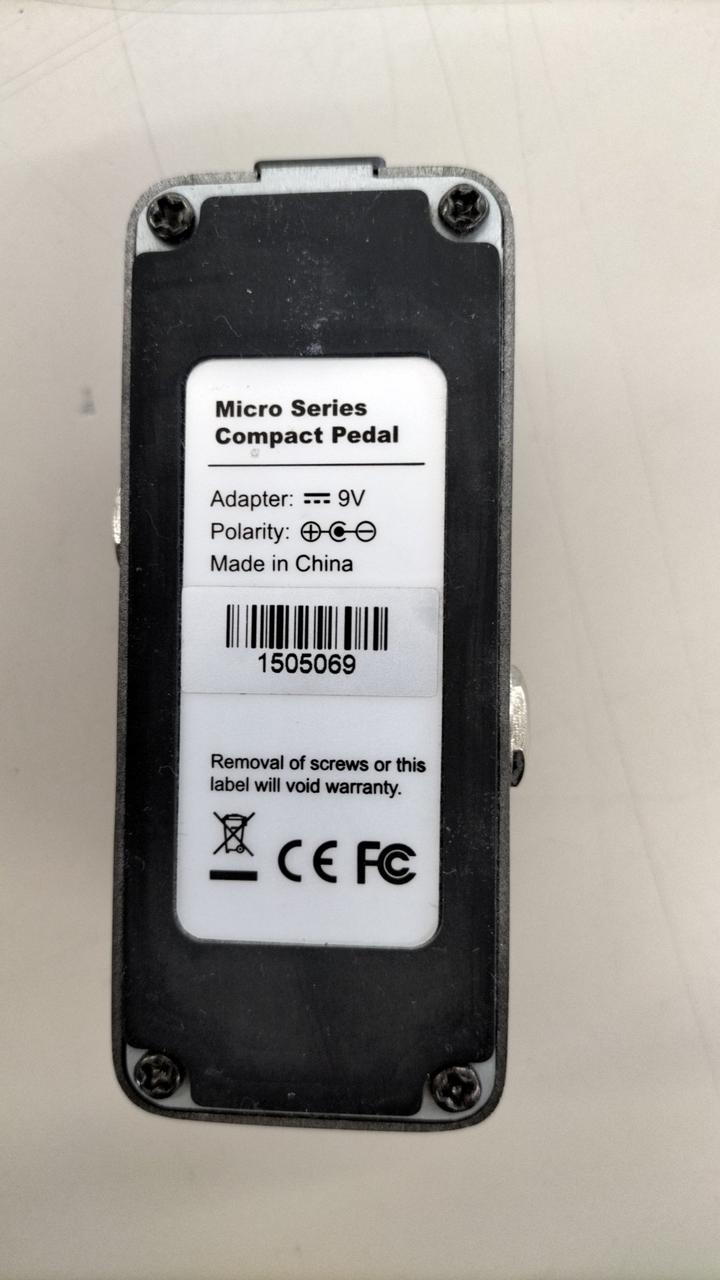 Micro Series
Compact Pedal
Adapter: ⎓ 9V
Polarity:
Made in China
1505069
Removal of screws or this
label will void warranty.
CE FC